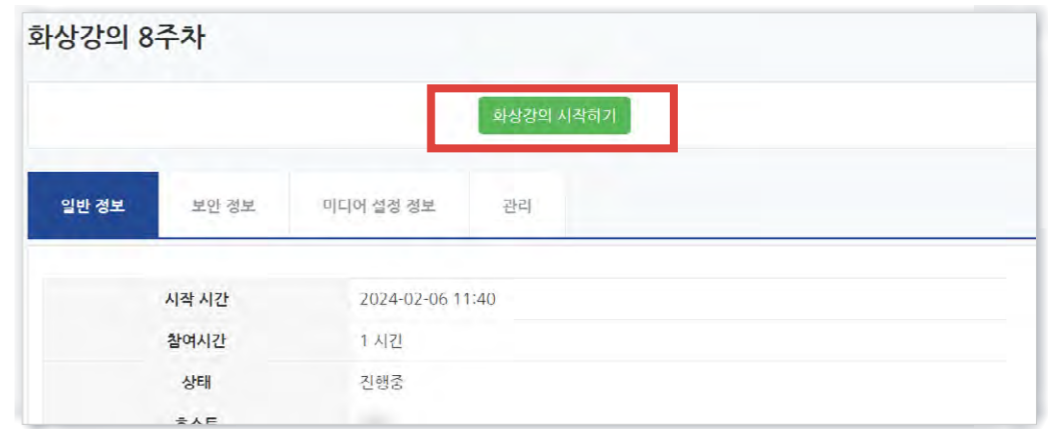 화상강의 8주차
화상강의 시작하기
일반 정보 보안 정보 미디어 설정 정보 관리
시작 시간 2024-02-06 11:40
참여시간 1 시간
상태 진행중